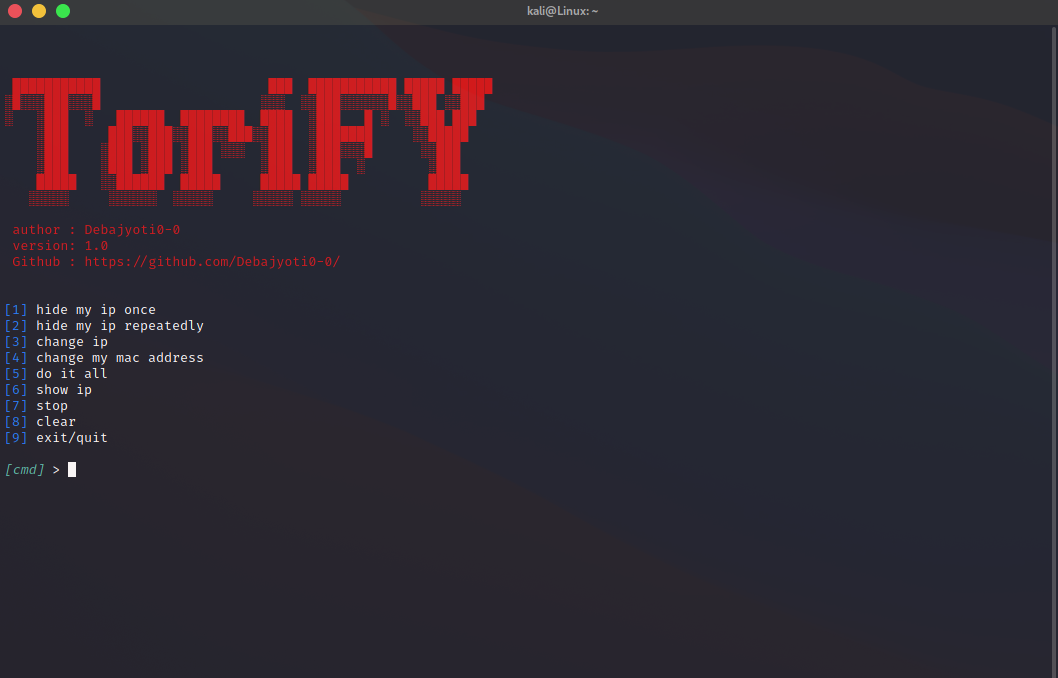 kali@Linux: ~
ToriFY
author : Debajyoti0-0
version: 1.0
Github : https://github.com/Debajyoti0-0/
[1] hide my ip once
[2] hide my ip repeatedly
[3] change ip
[4] change my mac address
[5] do it all
[6] show ip
[7] stop
[8] clear
[9] exit/quit
[cmd] >